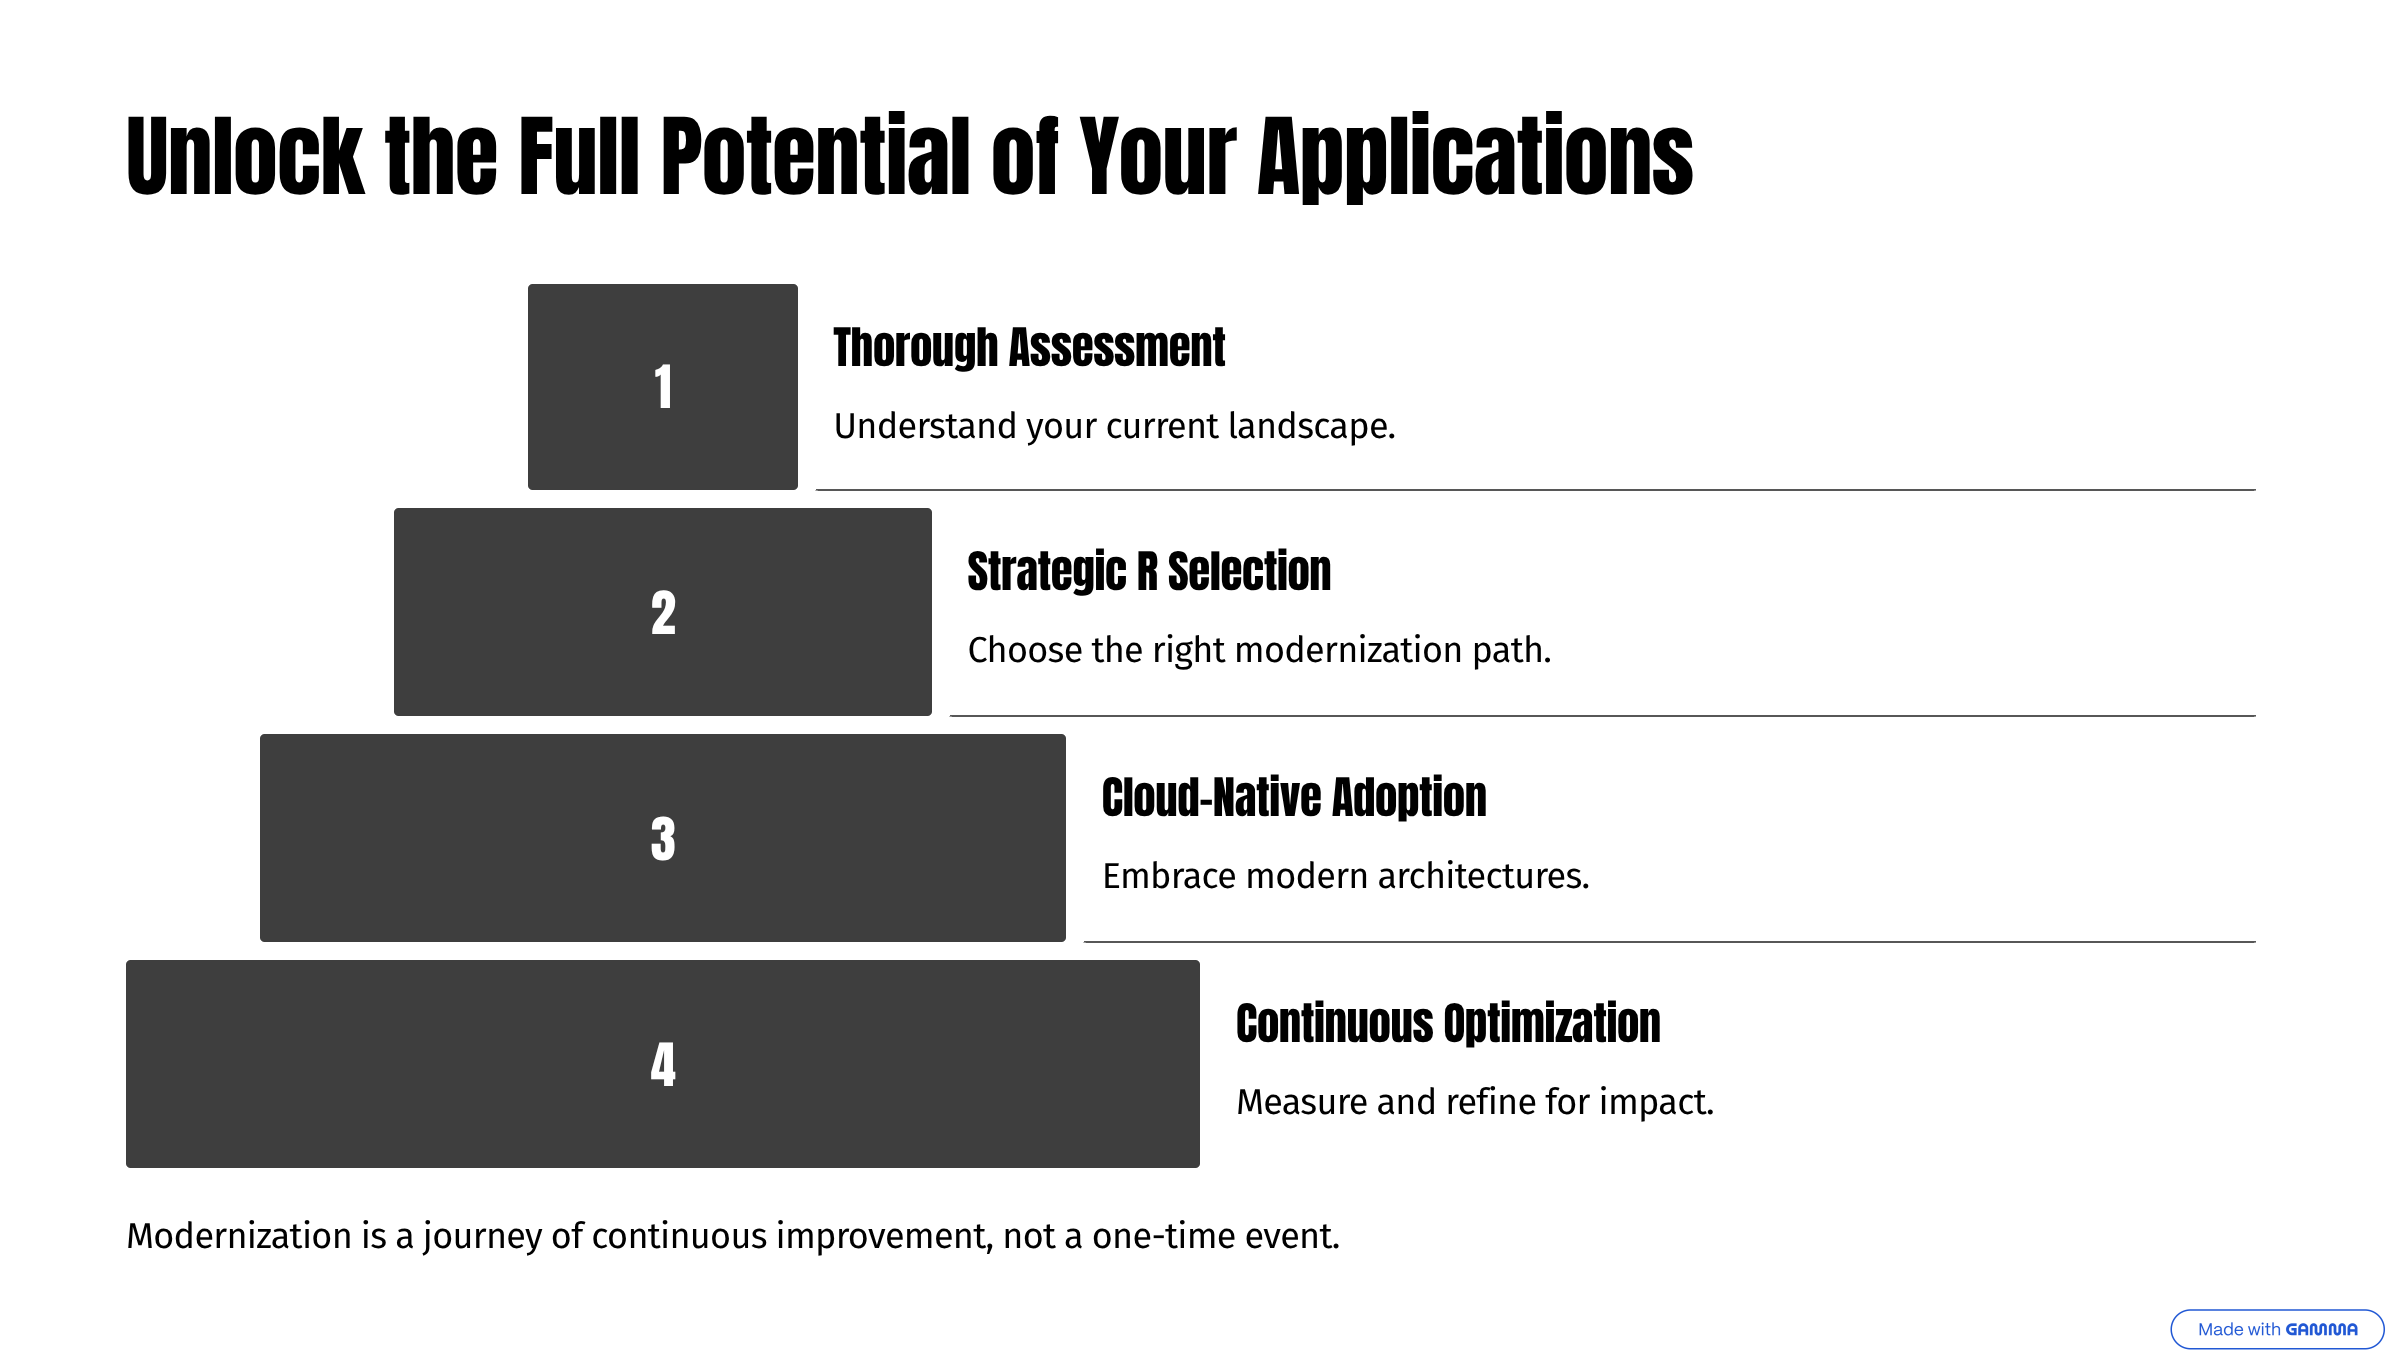 Unlock the Full Potential of Your Applications
1
Thorough Assessment
Understand your current landscape.
2
Strategic R Selection
Choose the right modernization path.
3
Cloud-Native Adoption
Embrace modern architectures.
4
Continuous Optimization
Measure and refine for impact.
Modernization is a journey of continuous improvement, not a one-time event.
Made with GAMMA